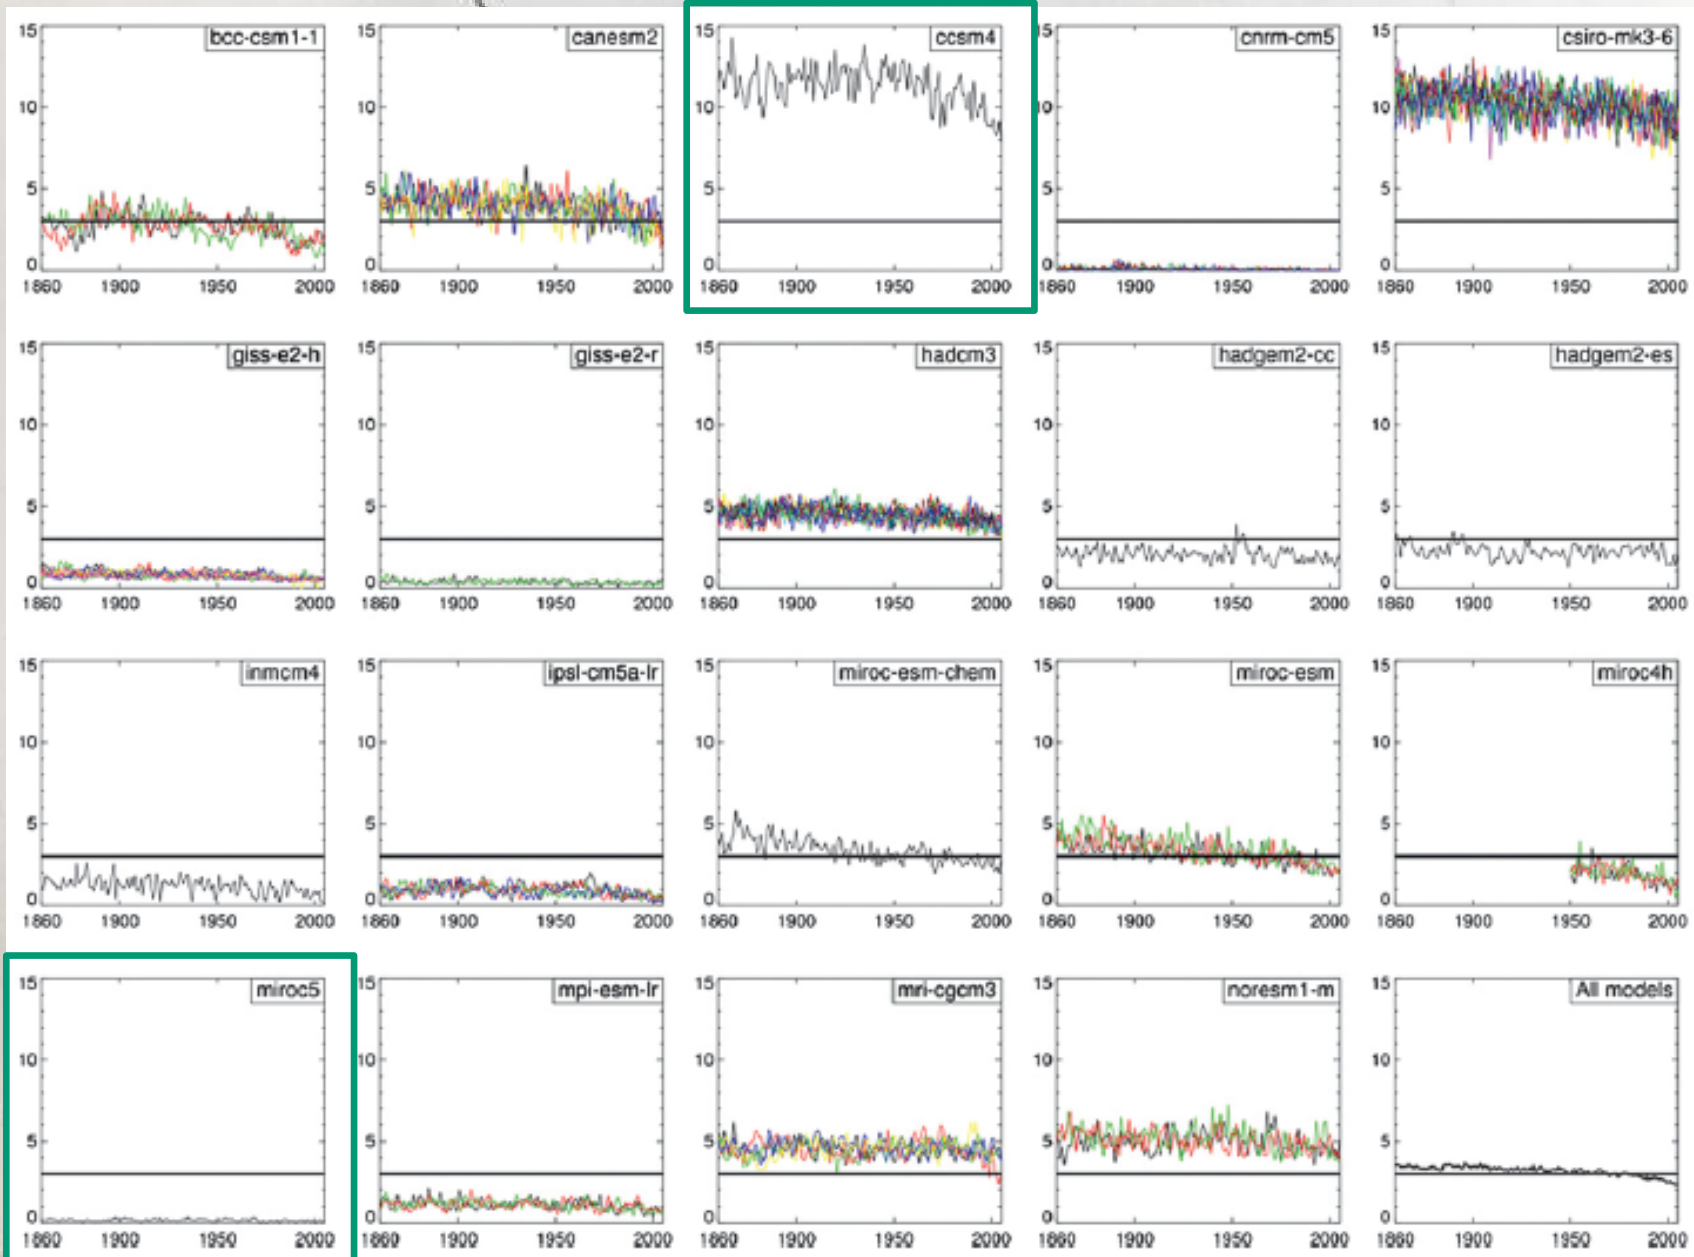 15 bcc-csm1-1 15 canesm2 15 ccsm4 15 cnrm-cm5 15 csiro-mk3-6
10 10 10 10 10
5 5 5 5 5
0 0 0 0 0
1860 1900 1950 2000 1860 1900 1950 2000 1860 1900 1950 2000 1860 1900 1950 2000 1860 1900 1950 2000
15 giss-e2-h 15 giss-e2-r 15 hadcm3 15 hadgem2-cc 15 hadgem2-es
10 10 10 10 10
5 5 5 5 5
0 0 0 0 0
1860 1900 1950 2000 1860 1900 1950 2000 1860 1900 1950 2000 1860 1900 1950 2000 1860 1900 1950 2000
15 inmcm4 15 ipsl-cm5a-lr 15 miroc-esm-chem 15 miroc-esm 15 miroc4h
10 10 10 10 10
5 5 5 5 5
0 0 0 0 0
1860 1900 1950 2000 1860 1900 1950 2000 1860 1900 1950 2000 1860 1900 1950 2000 1860 1900 1950 2000
15 miroc5 15 mpi-esm-lr 15 mri-cgcm3 15 noresm1-m 15 All models
10 10 10 10 10
5 5 5 5 5
0 0 0 0 0
1860 1900 1950 2000 1860 1900 1950 2000 1860 1900 1950 2000 1860 1900 1950 2000 1860 1900 1950 2000